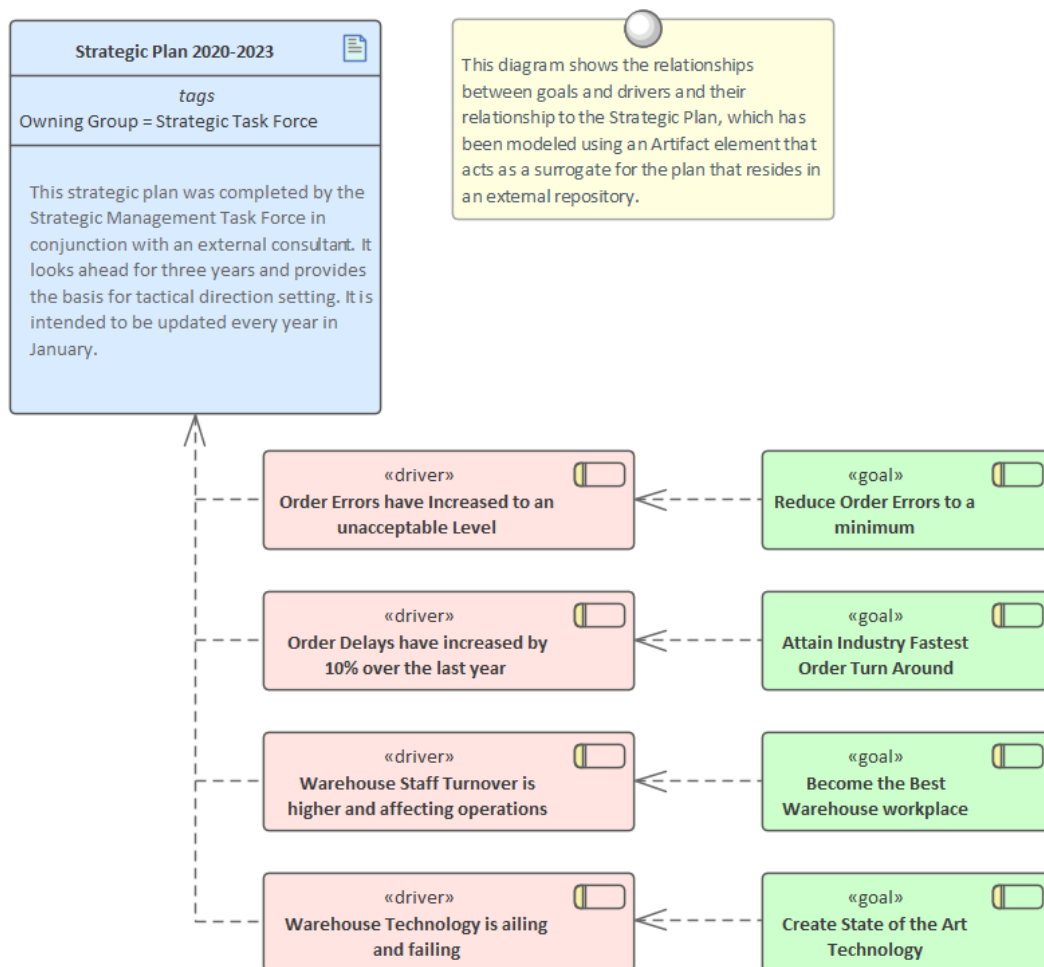 Strategic Plan 2020-2023
tags
Owning Group = Strategic Task Force
This strategic plan was completed by the
Strategic Management Task Force in
conjunction with an external consultant. It
looks ahead for three years and provides
the basis for tactical direction setting. It is
intended to be updated every year in
January.
This diagram shows the relationships
between goals and drivers and their
relationship to the Strategic Plan, which has
been modeled using an Artifact element that
acts as a surrogate for the plan that resides in
an external repository.
«driver»
Order Errors have Increased to an
unacceptable Level
«goal»
Reduce Order Errors to a
minimum
«driver»
Order Delays have increased by
10% over the last year
«goal»
Attain Industry Fastest
Order Turn Around
«driver»
Warehouse Staff Turnover is
higher and affecting operations
«goal»
Become the Best
Warehouse workplace
«driver»
Warehouse Technology is ailing
and failing
«goal»
Create State of the Art
Technology